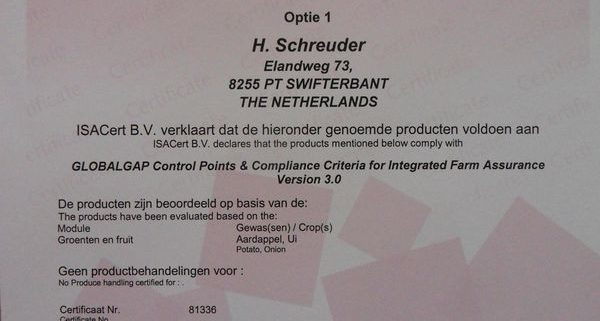 Optie 1
H. Schreuder
Elandweg 73,
8255 PT SWIFTERBANT
THE NETHERLANDS
ISACert B.V. verklaart dat de hieronder genoemde producten voldoen aan
ISACert B.V. declares that the products mentioned below comply with
GLOBALGAP Control Points & Compliance Criteria for Integrated Farm Assurance
Version 3.0
De producten zijn beoordeeld op basis van de:
The products have been evaluated based on the:
Module Gewas(sen) / Crop(s)
Groenten en fruit Aardappel, Ui
Potato, Onion
Geen productbehandelingen voor :
No Produce handling certified for : .
Certificaat Nr. 81336
Certificate No.